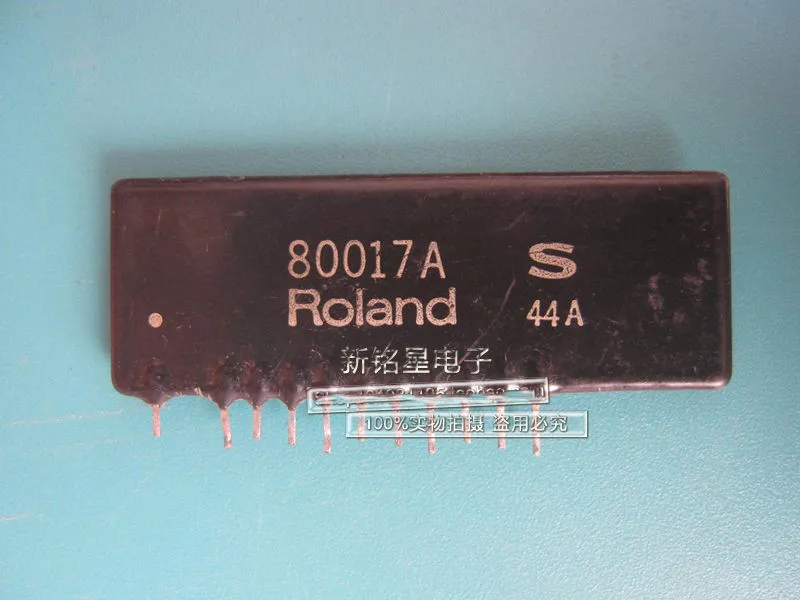 80017A S
Roland 44A
新铭星电子
100%实物拍摄 盗用必究